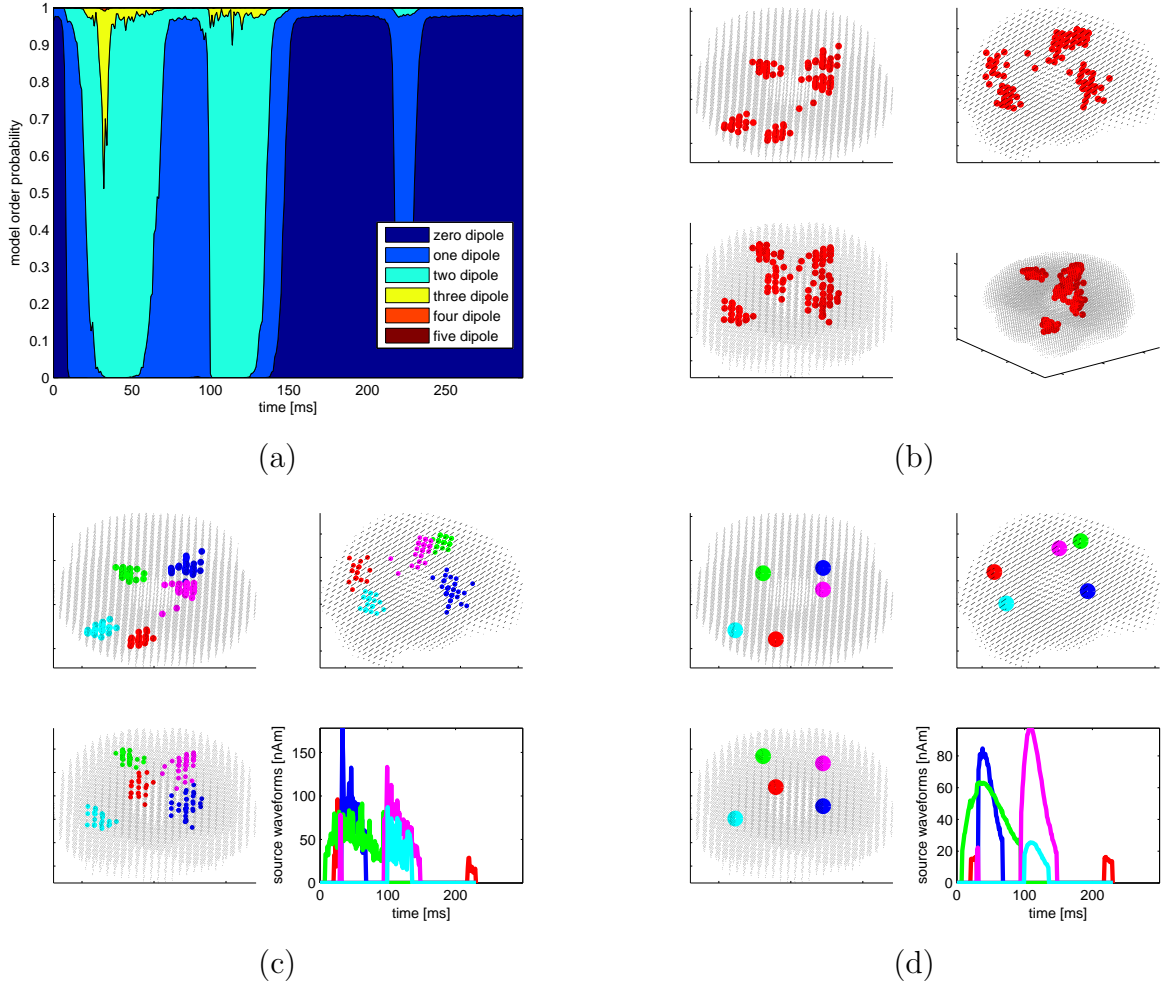 1
0.9
0.8
0.7
0.6
0.5
0.4
0.3
0.2
0.1
0
model order probability
0 50 100 150 200 250
time [ms]
zero dipole
one dipole
two dipole
three dipole
four dipole
five dipole
(a)
(b)
150
100
50
0
source waveforms [nAm]
0 100 200
time [ms]
(c)
80
60
40
20
0
source waveforms [nAm]
0 100 200
time [ms]
(d)